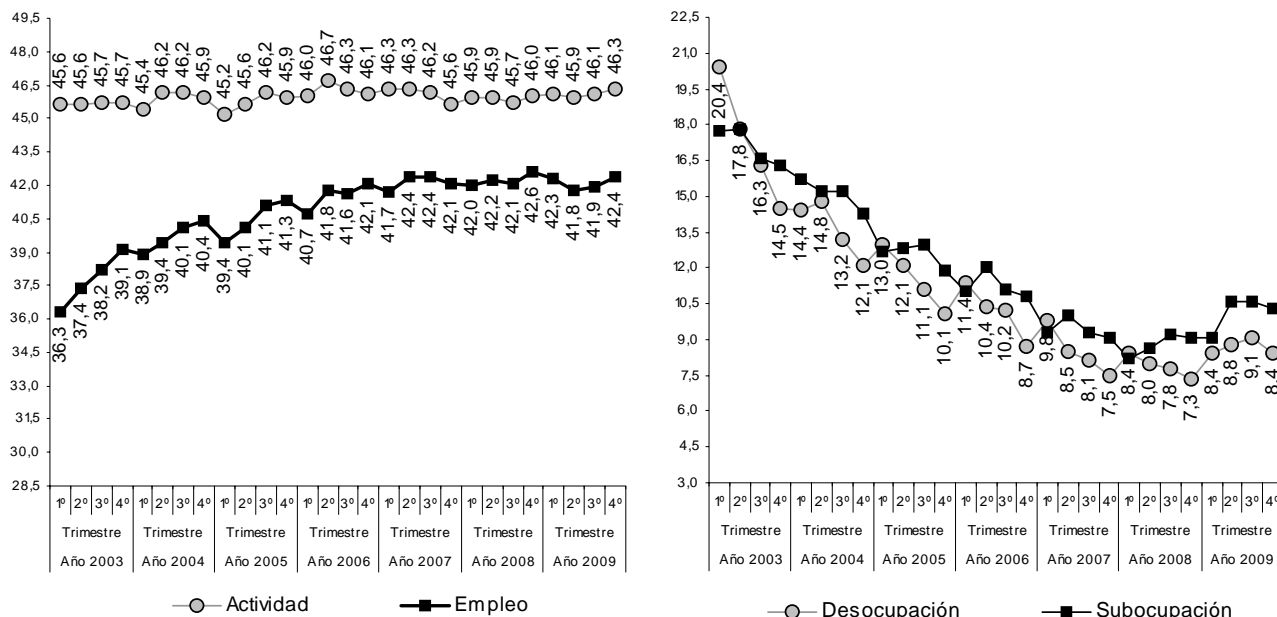 49,5
48,0
46,5
45,0
43,5
42,0
40,5
39,0
37,5
36,0
34,5
33,0
31,5
30,0
28,5
45,6 45,6 45,7 45,7 45,4 46,2 46,2 45,9 45,2 45,6 46,2 45,9 46,0 46,7 46,3 46,1 46,3 46,3 46,2 45,6 45,9 45,9 45,7 46,0 46,1 45,9 46,1 46,3
36,3 37,4 38,2 39,1 38,9 39,4 40,1 40,4 39,4 40,1 41,1 41,3 40,7 41,8 41,6 42,1 41,7 42,4 42,4 42,1 42,0 42,2 42,1 42,6 42,3 41,8 41,9 42,4
1º 2º 3º 4º 1º 2º 3º 4º 1º 2º 3º 4º 1º 2º 3º 4º 1º 2º 3º 4º 1º 2º 3º 4º 1º 2º 3º 4º
Trimestre Trimestre Trimestre Trimestre Trimestre Trimestre Trimestre
Año 2003 Año 2004 Año 2005 Año 2006 Año 2007 Año 2008 Año 2009
Actividad Empleo
22,5
21,0
19,5
18,0
16,5
15,0
13,5
12,0
10,5
9,0
7,5
6,0
4,5
3,0
20,4 17,8 16,3 14,5 14,4 14,8 13,2 12,1 13,0 12,1 11,1 10,1 11,4 10,4 10,2 8,7 9,8 8,5 8,1 7,5 8,4 8,0 7,8 7,3 8,4 8,8 9,1 8,4
1º 2º 3º 4º 1º 2º 3º 4º 1º 2º 3º 4º 1º 2º 3º 4º 1º 2º 3º 4º 1º 2º 3º 4º 1º 2º 3º 4º
Trimestre Trimestre Trimestre Trimestre Trimestre Trimestre Trimestre
Año 2003 Año 2004 Año 2005 Año 2006 Año 2007 Año 2008 Año 2009
Desocupación Subocupación